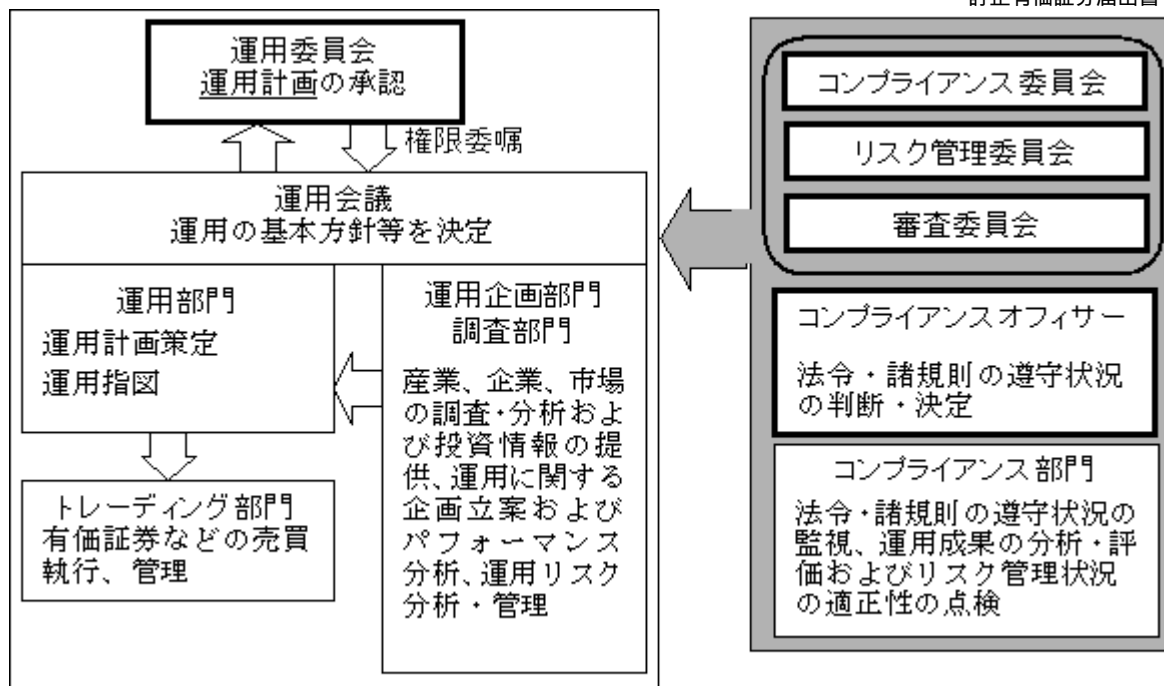 訂正有価証券届出書
運用委員会
運用計画の承認
権限委嘱
運用会議
運用の基本方針等を決定
運用部門
運用計画策定
運用指図
トレーディング部門
有価証券などの売買
執行、管理
運用企画部門
調査部門
産業、企業、市場
の調査・分析およ
び投資情報の提
供、運用に関する
企画立案および
パフォーマンス
分析、運用リスク
分析・管理
コンプライアンス委員会
リスク管理委員会
審査委員会
コンプライアンスオフィサー
法令・諸規則の遵守状況
の判断・決定
コンプライアンス部門
法令・諸規則の遵守状況の
監視、運用成果の分析・評
価およびリスク管理状況
の適正性の点検